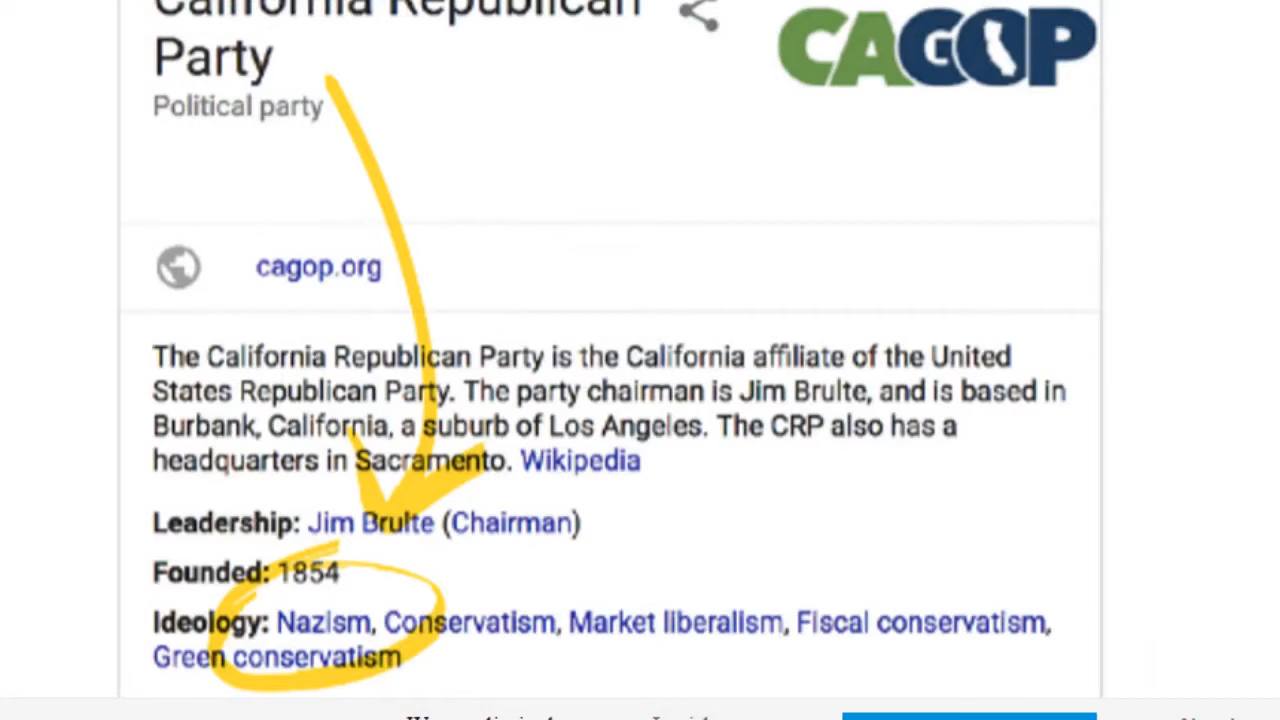 California Republican
Party
Political party
CAGOP
cagop.org
The California Republican Party is the California affiliate of the United
States Republican Party. The party chairman is Jim Brulte, and is based in
Burbank, California, a suburb of Los Angeles. The CRP also has a
headquarters in Sacramento. Wikipedia
Leadership: Jim Brulte (Chairman)
Founded: 1854
Ideology: Nazism, Conservatism, Market liberalism, Fiscal conservatism,
Green conservatism